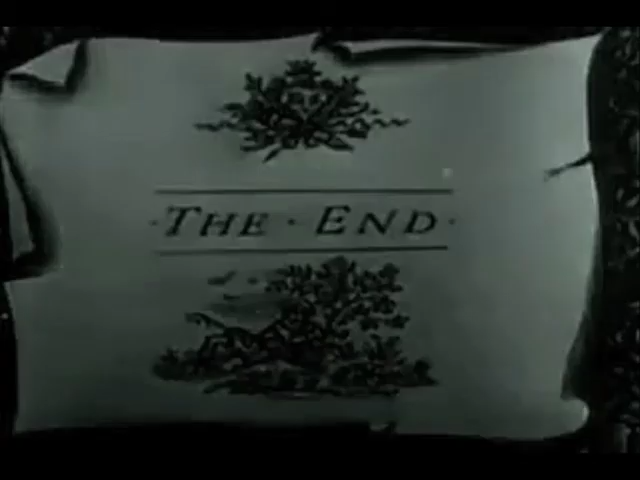 · THE · END ·